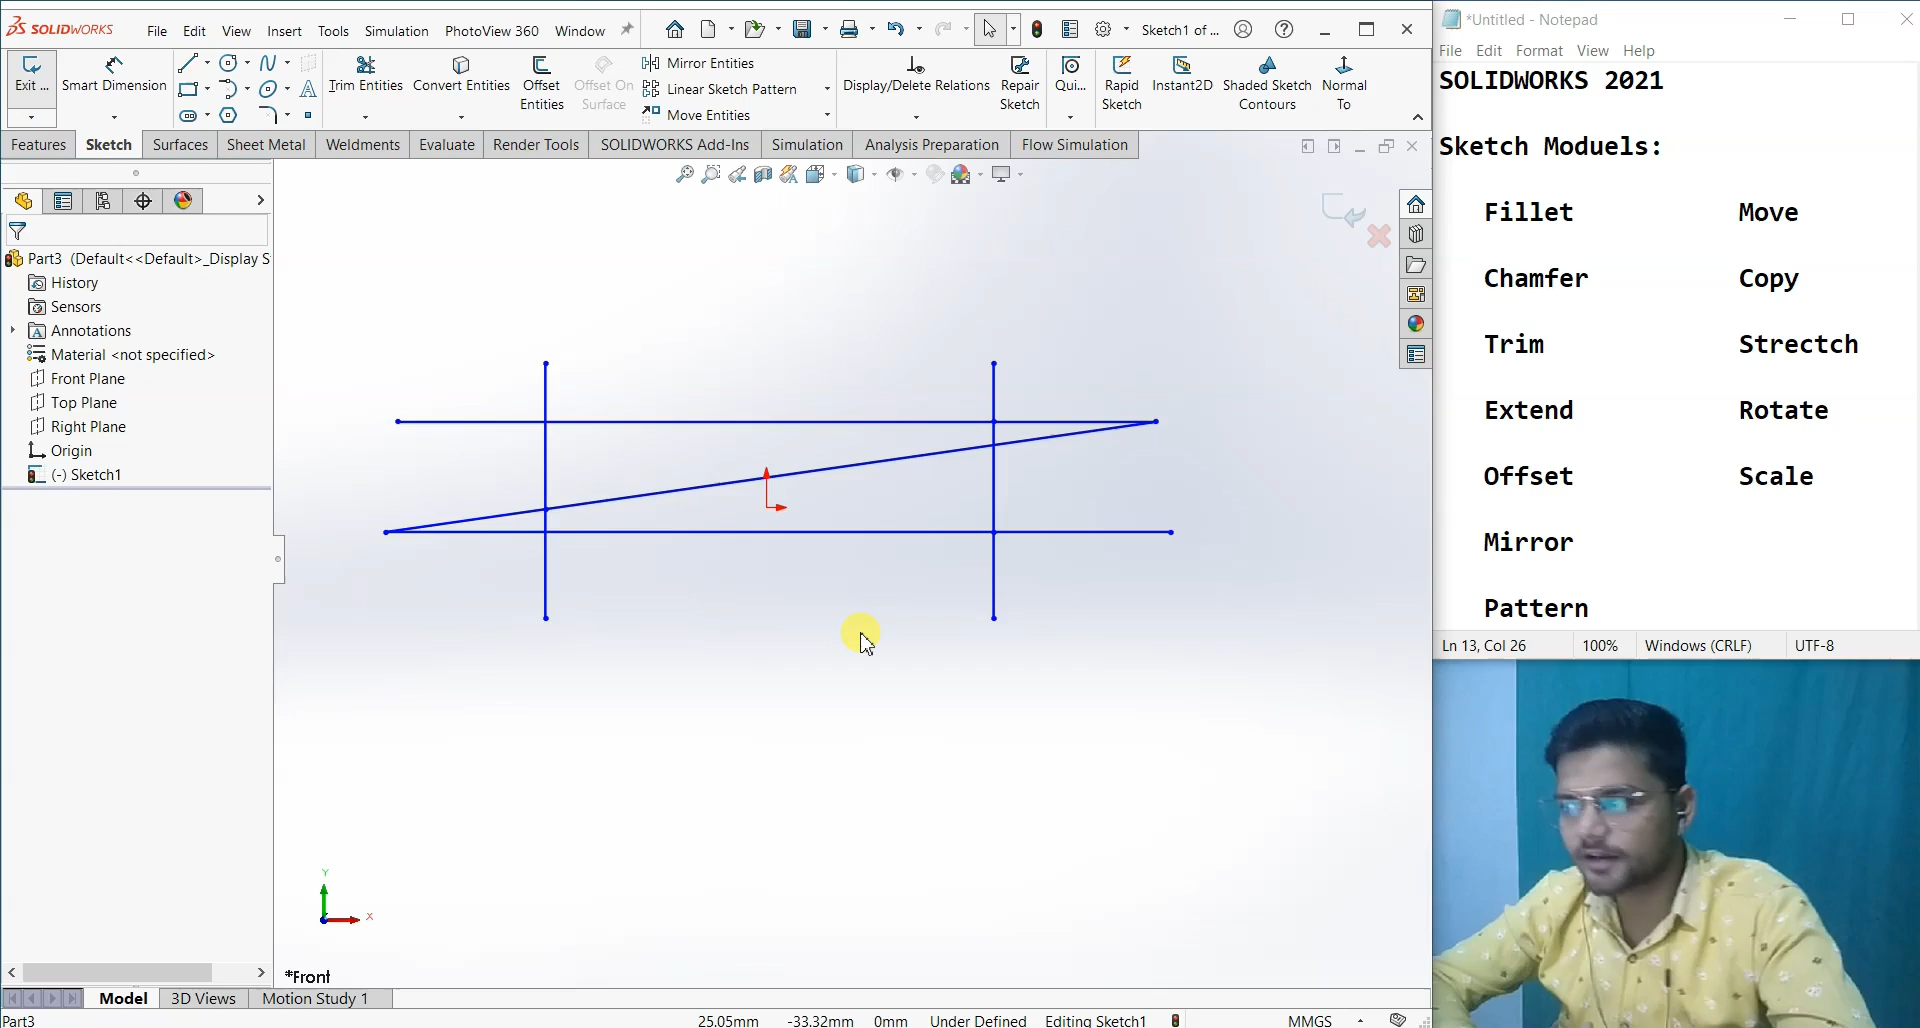 SOLIDWORKS File Edit View Insert Tools Simulation PhotoView 360 Window Sketch1 of ...
Exit ... Smart Dimension Trim Entities Convert Entities Offset Entities Offset On Surface Mirror Entities Linear Sketch Pattern Move Entities Display/Delete Relations Repair Sketch Qui... Rapid Sketch Instant2D Shaded Sketch Contours Normal To
Features Sketch Surfaces Sheet Metal Weldments Evaluate Render Tools SOLIDWORKS Add-Ins Simulation Analysis Preparation Flow Simulation
Part3 (Default<<Default>_Display S
History
Sensors
Annotations
Material <not specified>
Front Plane
Top Plane
Right Plane
Origin
(-) Sketch1
Y
X
*Front
Model 3D Views Motion Study 1
Part3 25.05mm -33.32mm 0mm Under Defined Editing Sketch1 MMGS
*Untitled - Notepad
File Edit Format View Help
SOLIDWORKS 2021
Sketch Moduels:
Fillet Move
Chamfer Copy
Trim Strectch
Extend Rotate
Offset Scale
Mirror
Pattern
Ln 13, Col 26 100% Windows (CRLF) UTF-8